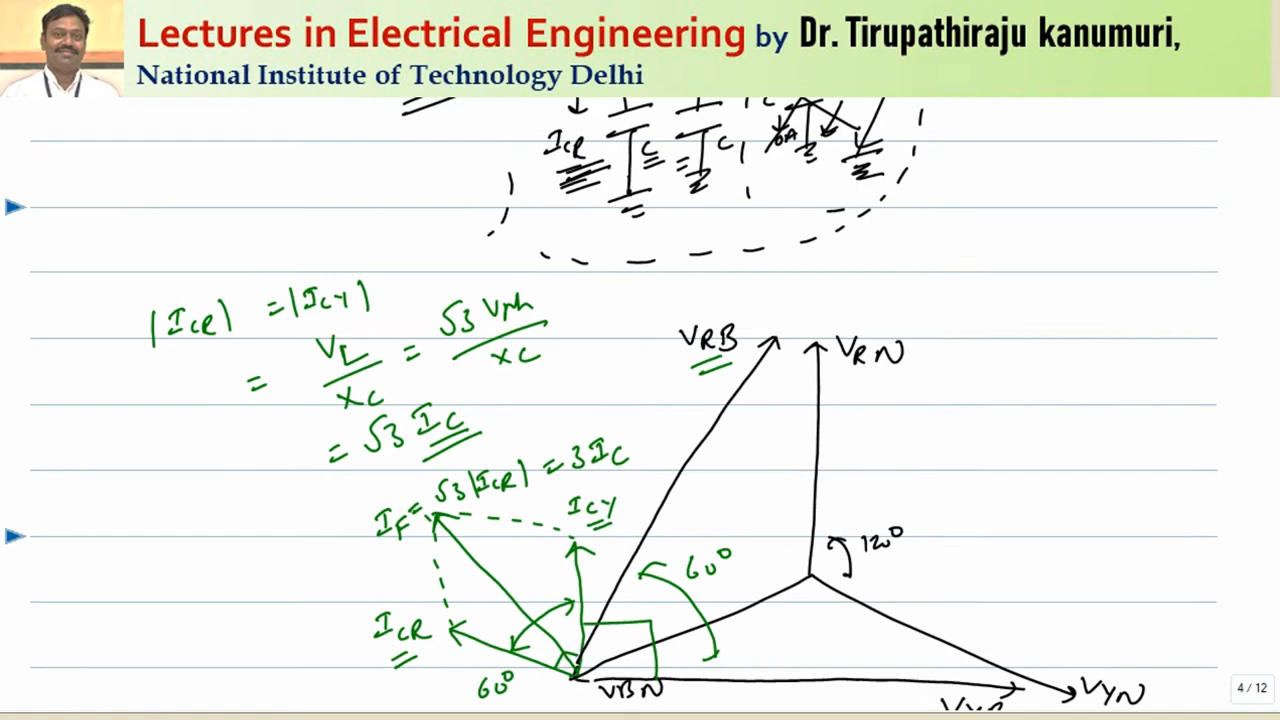 Lectures in Electrical Engineering by Dr. Tirupathiraju kanumuri,
National Institute of Technology Delhi
ICR C C C
|ICR| = |ICY|
= VL/XC = √3 Vph/XC
= √3 IC
IF = √3 |ICR| = 3IC
ICY
ICR
60°
60°
VRB
VRN
120°
VBN
VYN
4 / 12